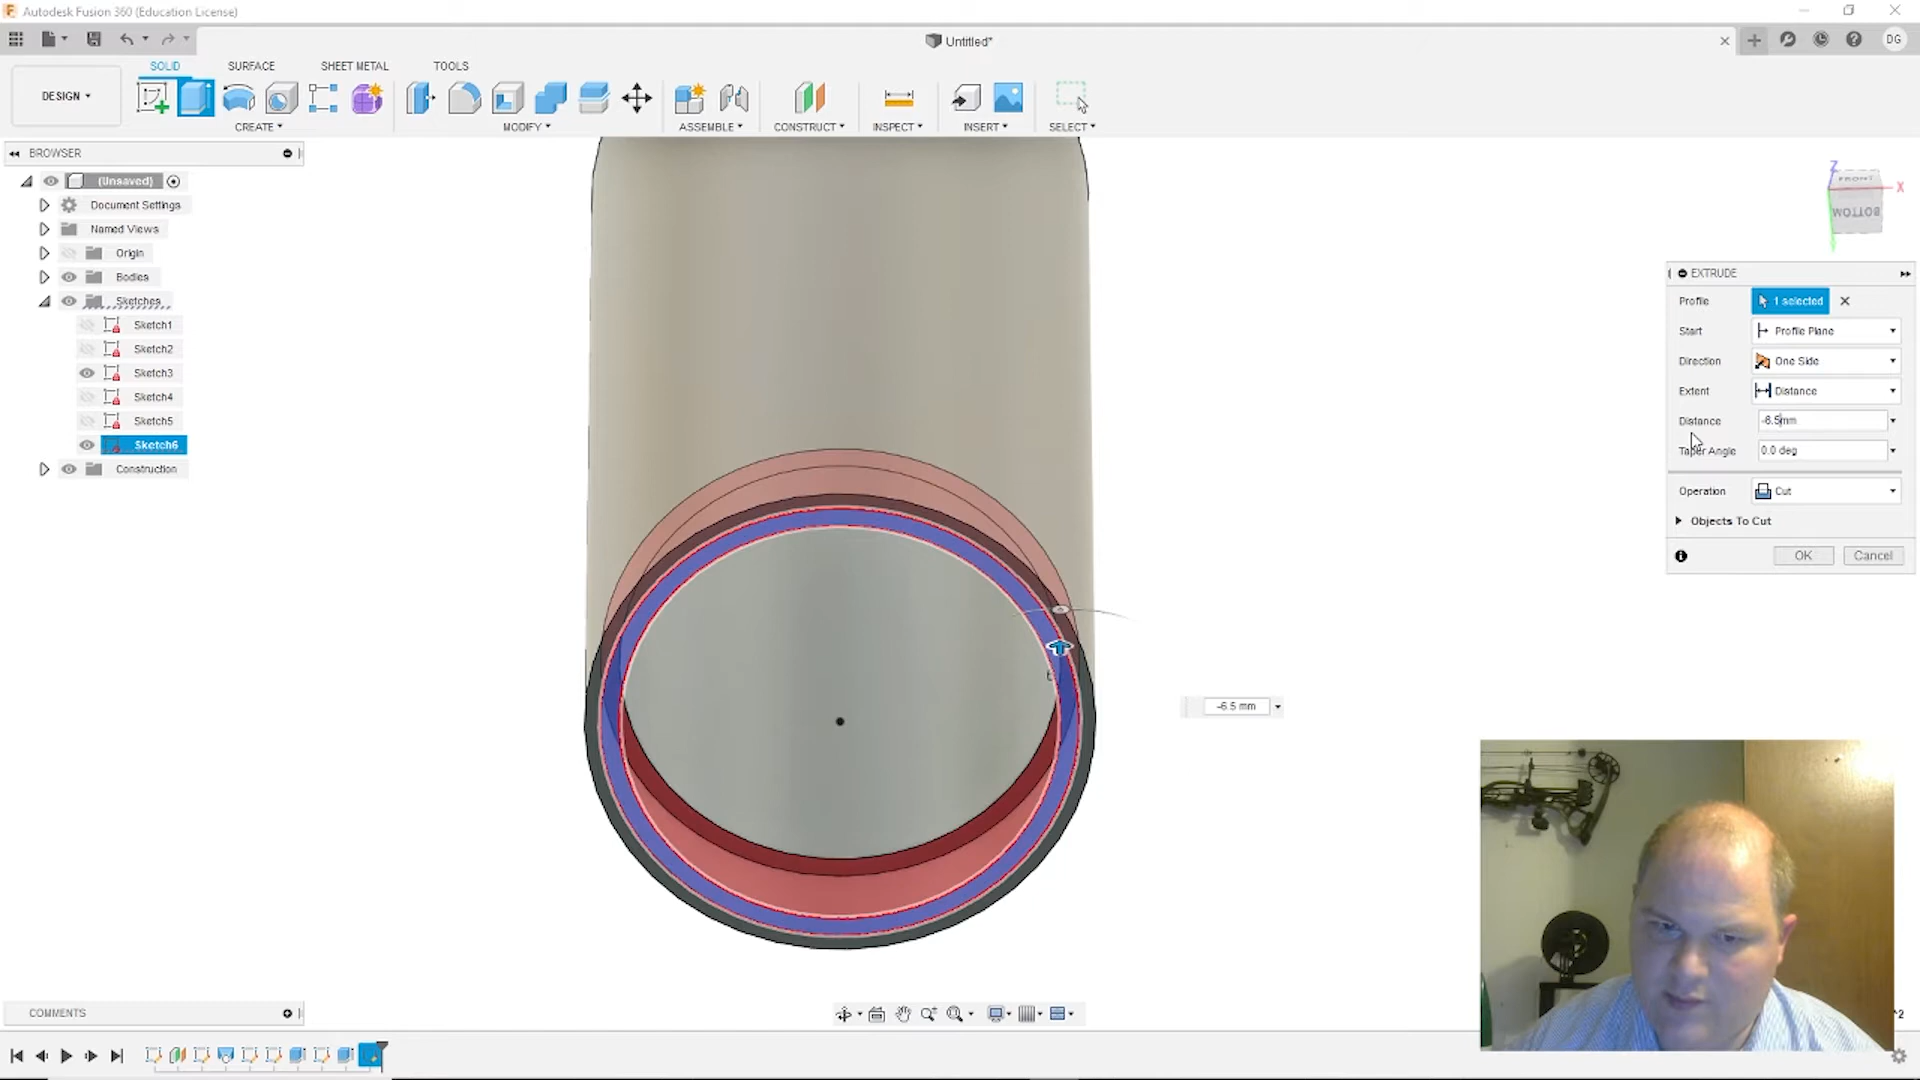 Autodesk Fusion 360 (Education License)
Untitled*
DG
DESIGN
SOLID
SURFACE
SHEET METAL
TOOLS
CREATE
MODIFY
ASSEMBLE
CONSTRUCT
INSPECT
INSERT
SELECT
BROWSER
(Unsaved)
Document Settings
Named Views
Origin
Bodies
Sketches
Sketch1
Sketch2
Sketch3
Sketch4
Sketch5
Sketch6
Construction
Z
FRONT
X
BOTTOM
EXTRUDE
Profile
1 selected
Start
Profile Plane
Direction
One Side
Extent
Distance
Distance
-6.5mm
Taper Angle
0.0 deg
Operation
Cut
Objects To Cut
OK
Cancel
-6.5 mm
COMMENTS